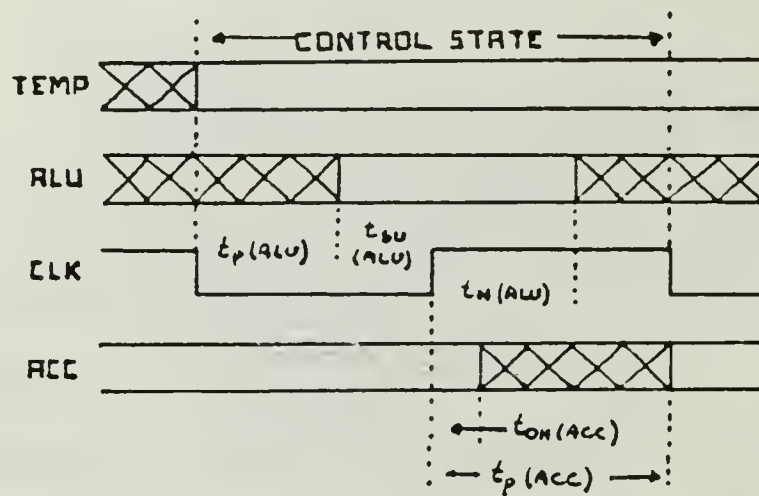 CONTROL STATE
TEMP
ALU
CLK
tp(ALU)
tsu
(ALU)
tH(ALU)
ACC
tOH(ACC)
tp(ACC)